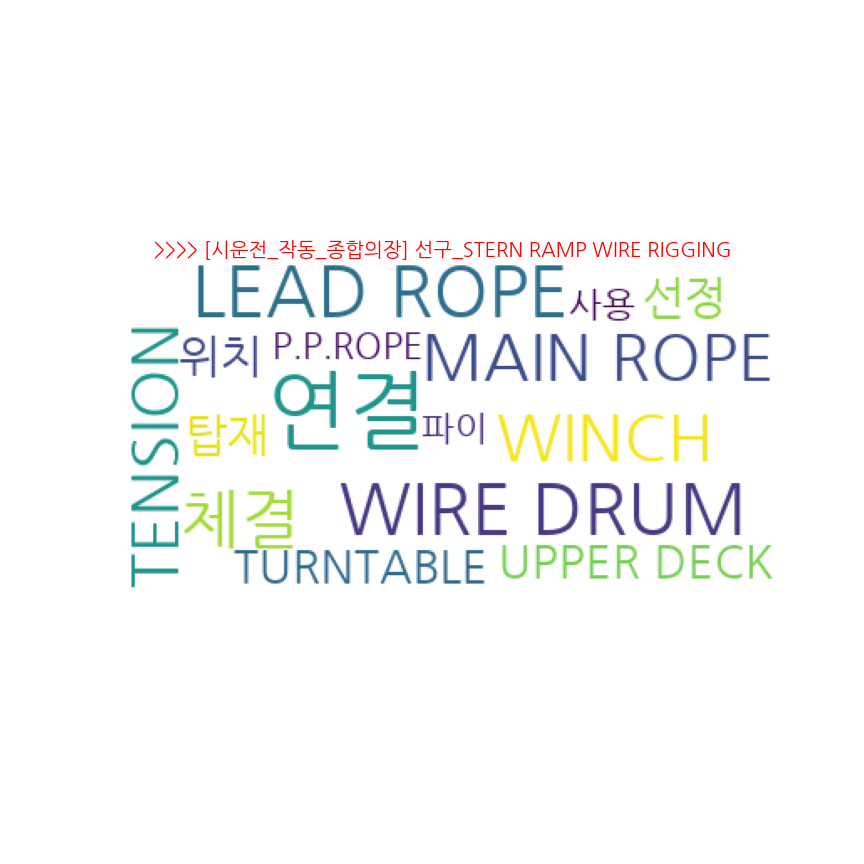 >>>> [시운전_작동_종합의장] 선구_STERN RAMP WIRE RIGGING
LEAD ROPE
사용
선정
위치
P.P.ROPE
MAIN ROPE
TENSION
연결
탑재
파이
WINCH
체결
WIRE DRUM
TURNTABLE
UPPER DECK